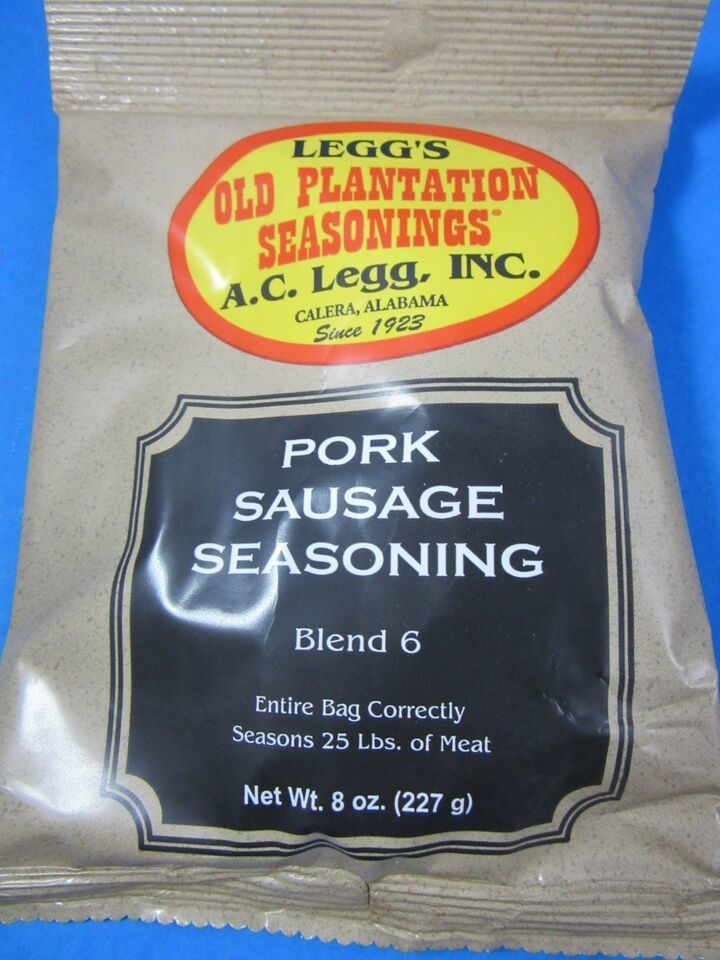 LEGG'S
OLD PLANTATION
SEASONINGS®
A.C. Legg, INC.
CALERA, ALABAMA
Since 1923
PORK
SAUSAGE
SEASONING
Blend 6
Entire Bag Correctly
Seasons 25 Lbs. of Meat
Net Wt. 8 oz. (227 g)